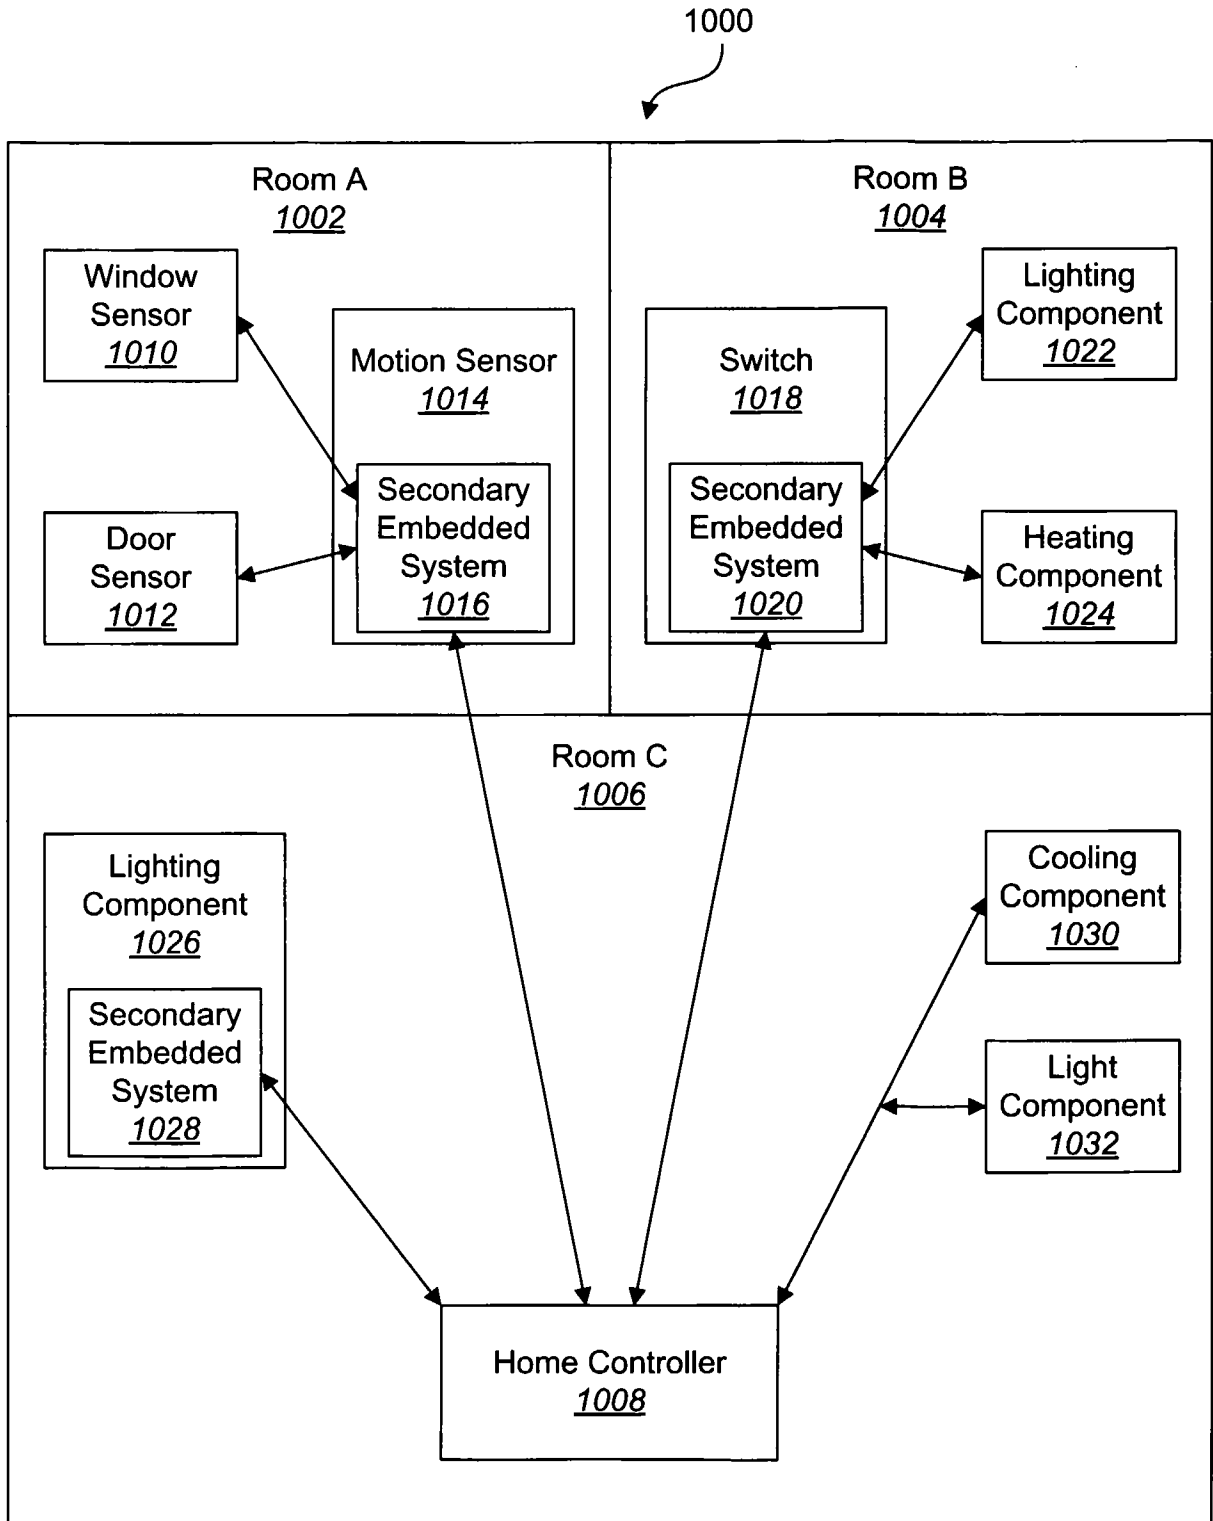 1000
Room A
1002
Room B
1004
Window
Sensor
1010
Motion Sensor
1014
Secondary
Embedded
System
1016
Door
Sensor
1012
Switch
1018
Secondary
Embedded
System
1020
Lighting
Component
1022
Heating
Component
1024
Room C
1006
Lighting
Component
1026
Secondary
Embedded
System
1028
Cooling
Component
1030
Light
Component
1032
Home Controller
1008